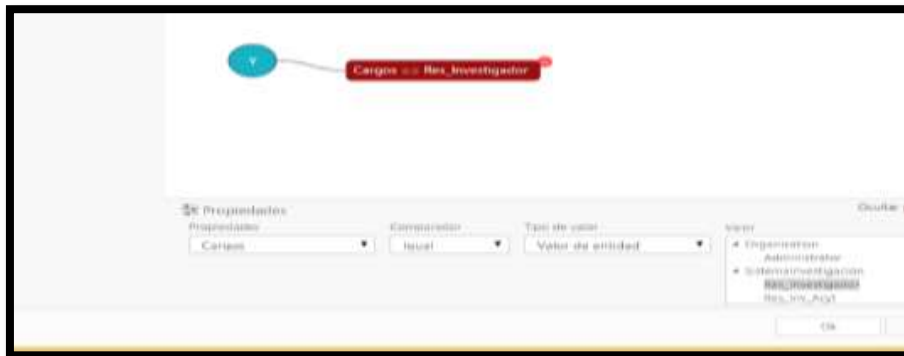 Y
Cargos == Res_Investigador
Propiedades
Ocultar
Propiedades
Comparador
Tipo de valor
Valor
Cargos
Igual
Valor de entidad
Organization
Administrator
SistemaInvestigacion
Res_Investigador
Res_Inv_Acyt
Ok